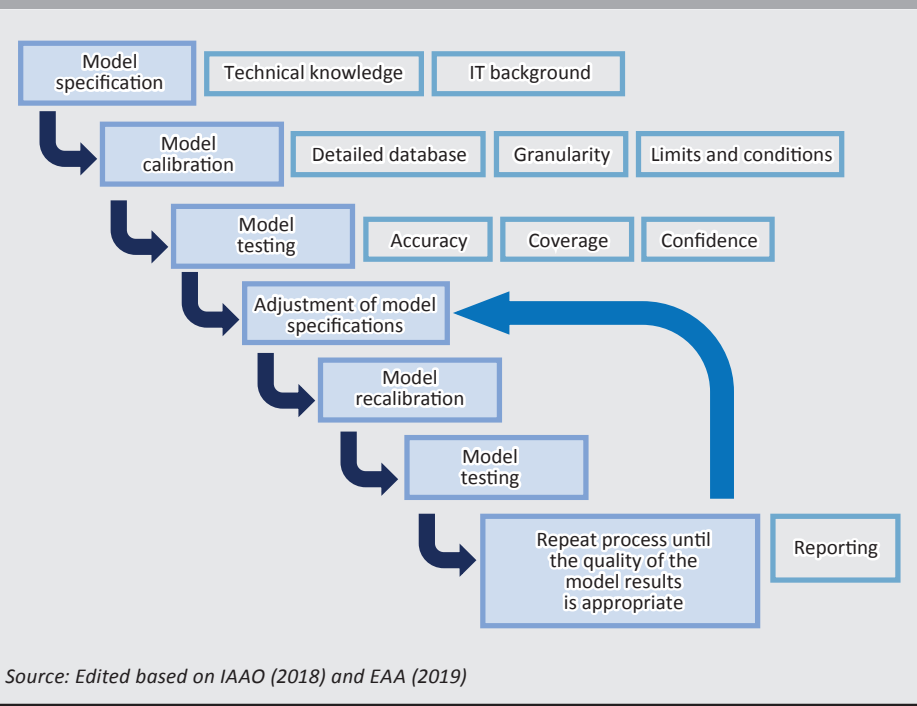 Model
specification
Technical knowledge
IT background
Model
calibration
Detailed database
Granularity
Limits and conditions
Model
testing
Accuracy
Coverage
Confidence
Adjustment of model
specifications
Model
recalibration
Model
testing
Repeat process until
the quality of the
model results
is appropriate
Reporting
Source: Edited based on IAAO (2018) and EAA (2019)